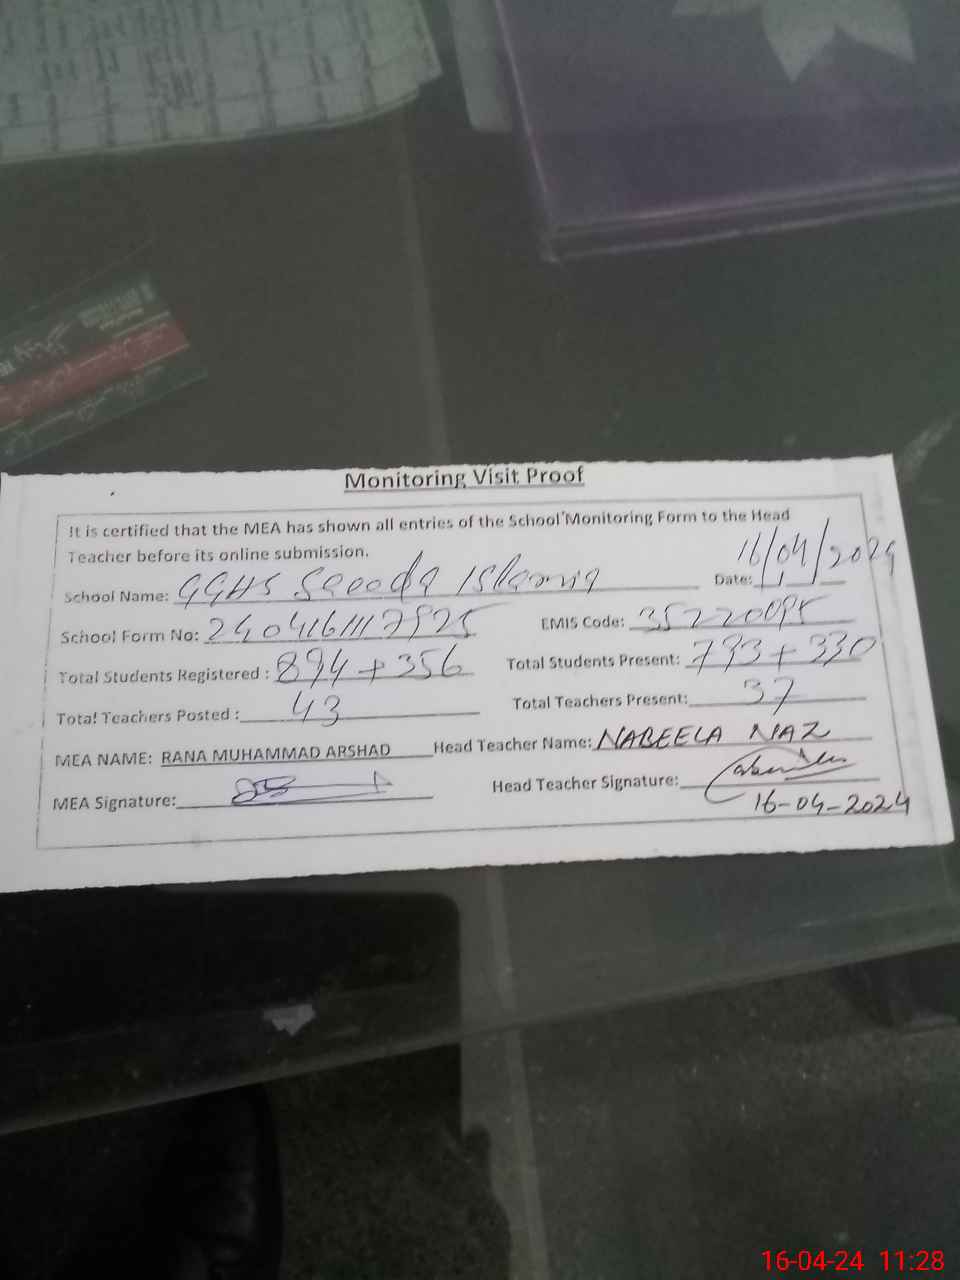 Monitoring Visit Proof
It is certified that the MEA has shown all entries of the School Monitoring Form to the Head
Teacher before its online submission.
School Name: GGHS Saeeda Islamia Date: 16/04/2024
School Form No: 2404161117925 EMIS Code: 35220095
Total Students Registered : 894+356 Total Students Present: 793+330
Total Teachers Posted : 43 Total Teachers Present: 37
MEA NAME: RANA MUHAMMAD ARSHAD Head Teacher Name: NABEELA NAZ
MEA Signature: Head Teacher Signature:
16-04-2024
16-04-24 11:28